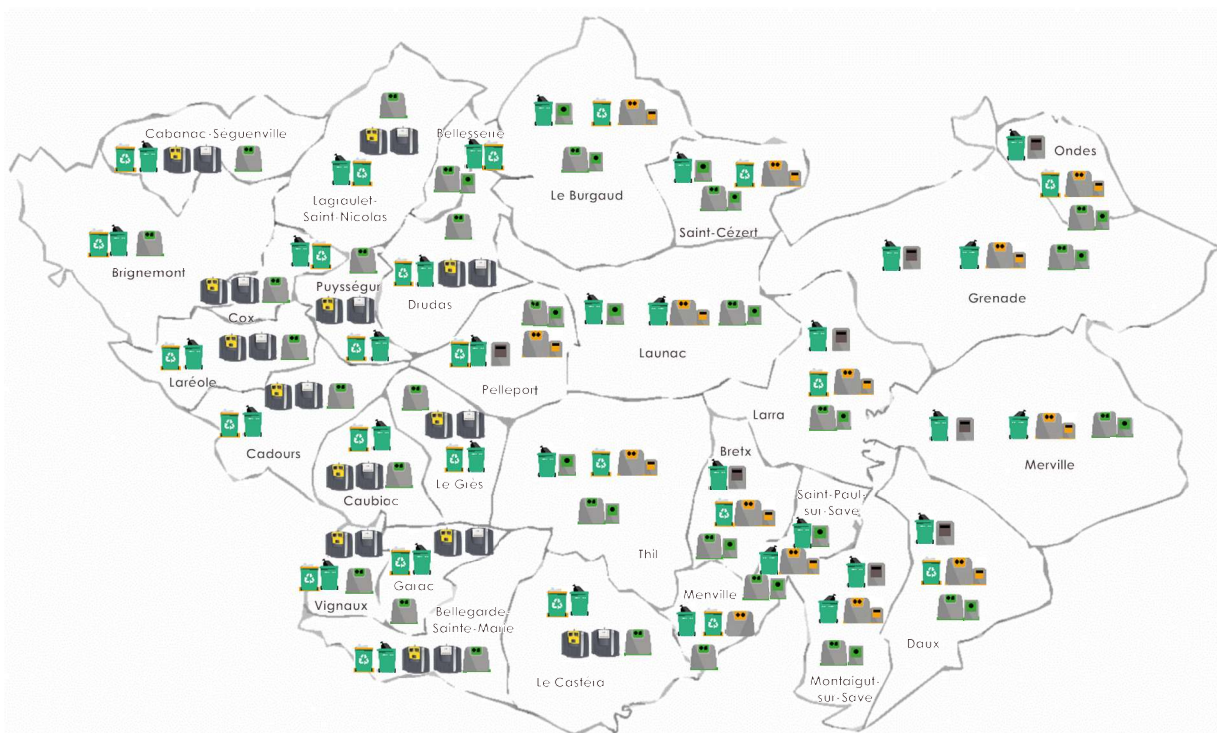 Cabanac-Séguenville
Bellesserre
Ondes
Lagraulet-
Saint-Nicolas
Le Burgaud
Saint-Cézert
Brignemont
Puysségur
Drudas
Grenade
Cox
Launac
Laréole
Pelleport
Larra
Cadours
Bretx
Merville
Le Grès
Caubiac
Saint-Paul-
sur-Save
Thil
Garac
Menville
Vignaux
Bellegarde-
Sainte-Marie
Daux
Le Castéra
Montaigut-
sur-Save